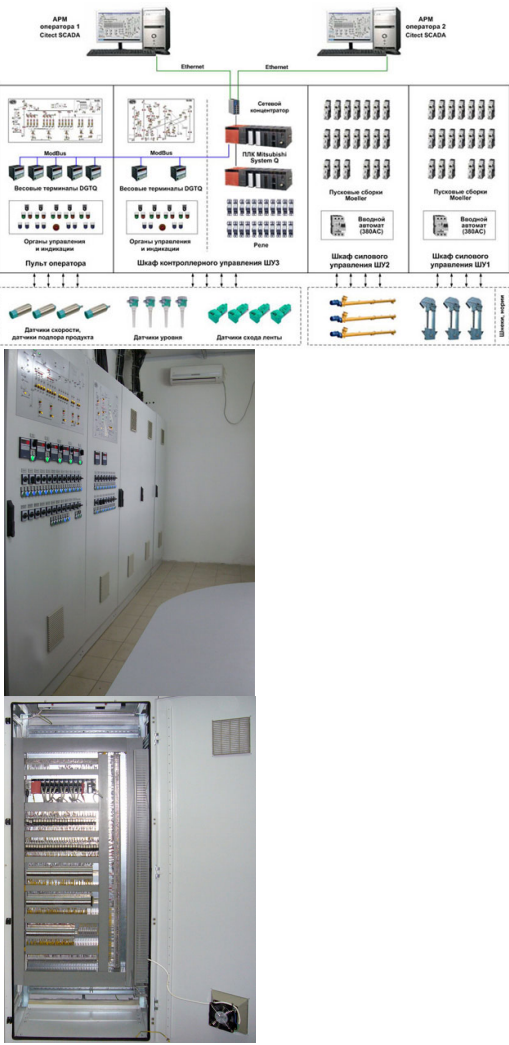 АРМ
оператора 1
Citect SCADA
АРМ
оператора 2
Citect SCADA
Ethernet
Ethernet
Сетевой
концентратор
ModBus
ModBus
ПЛК Mitsubishi
System Q
Весовые терминалы DGTQ
Весовые терминалы DGTQ
Органы управления
и индикации
Органы управления
и индикации
Реле
Пусковые сборки
Moeller
Пусковые сборки
Moeller
Вводной
автомат
(380АС)
Вводной
автомат
(380АС)
Пульт оператора
Шкаф контроллерного управления ШУ3
Шкаф силового
управления ШУ2
Шкаф силового
управления ШУ1
Датчики скорости,
датчики подпора продукта
Датчики уровня
Датчики схода ленты
Шнеки, нории